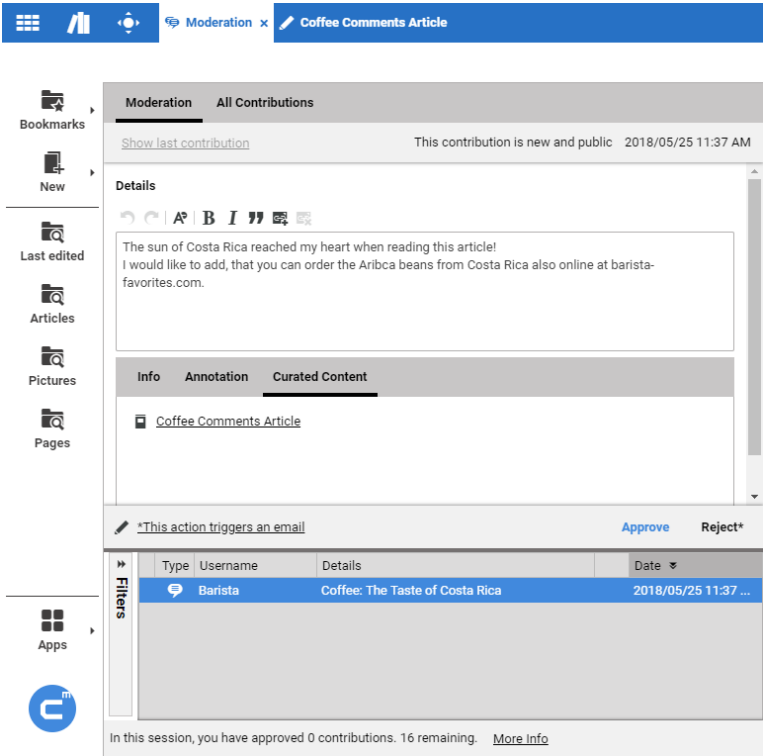 Moderation x Coffee Comments Article
Bookmarks
New
Last edited
Articles
Pictures
Pages
Apps
Cm
Moderation All Contributions
Show last contribution This contribution is new and public 2018/05/25 11:37 AM
Details
A B I
The sun of Costa Rica reached my heart when reading this article!
I would like to add, that you can order the Aribca beans from Costa Rica also online at barista-
favorites.com.
Info Annotation Curated Content
Coffee Comments Article
*This action triggers an email Approve Reject*
Filters
Type Username Details Date
Barista Coffee: The Taste of Costa Rica 2018/05/25 11:37 ...
In this session, you have approved 0 contributions. 16 remaining. More Info